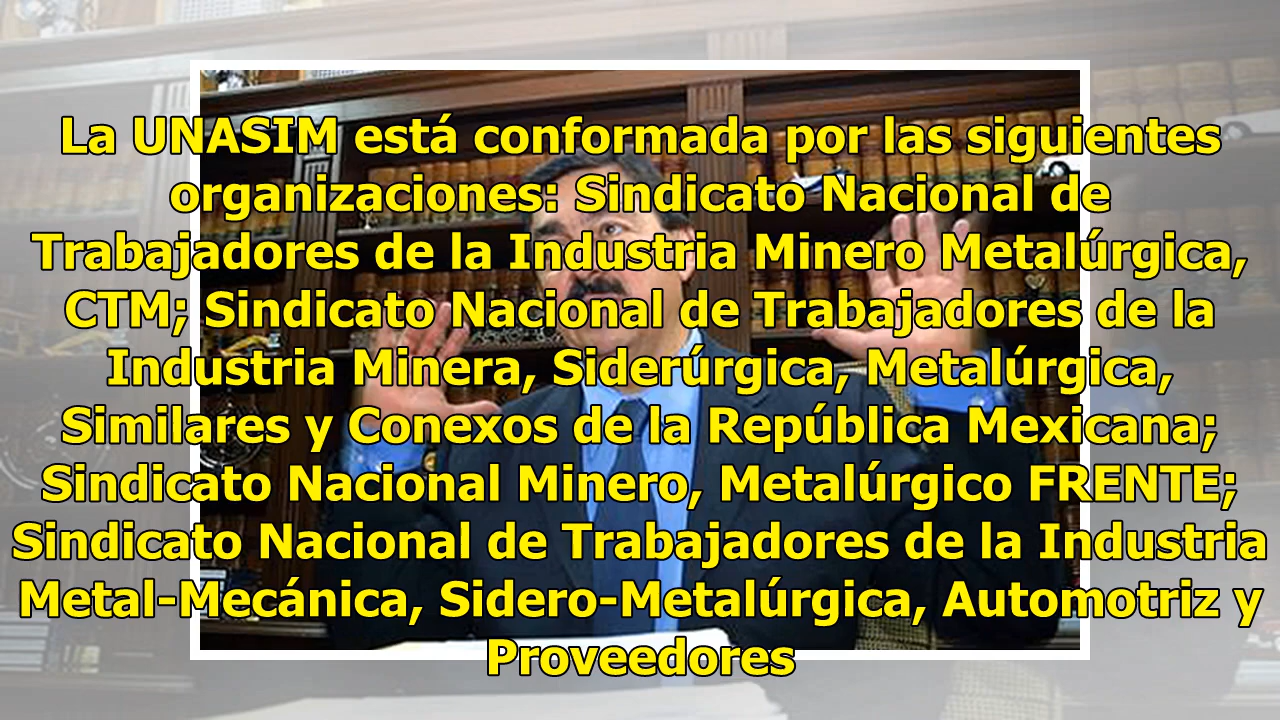 La UNASIM está conformada por las siguientes
organizaciones: Sindicato Nacional de
Trabajadores de la Industria Minero Metalúrgica,
CTM; Sindicato Nacional de Trabajadores de la
Industria Minera, Siderúrgica, Metalúrgica,
Similares y Conexos de la República Mexicana;
Sindicato Nacional Minero, Metalúrgico FRENTE;
Sindicato Nacional de Trabajadores de la Industria
Metal-Mecánica, Sidero-Metalúrgica, Automotriz y
Proveedores